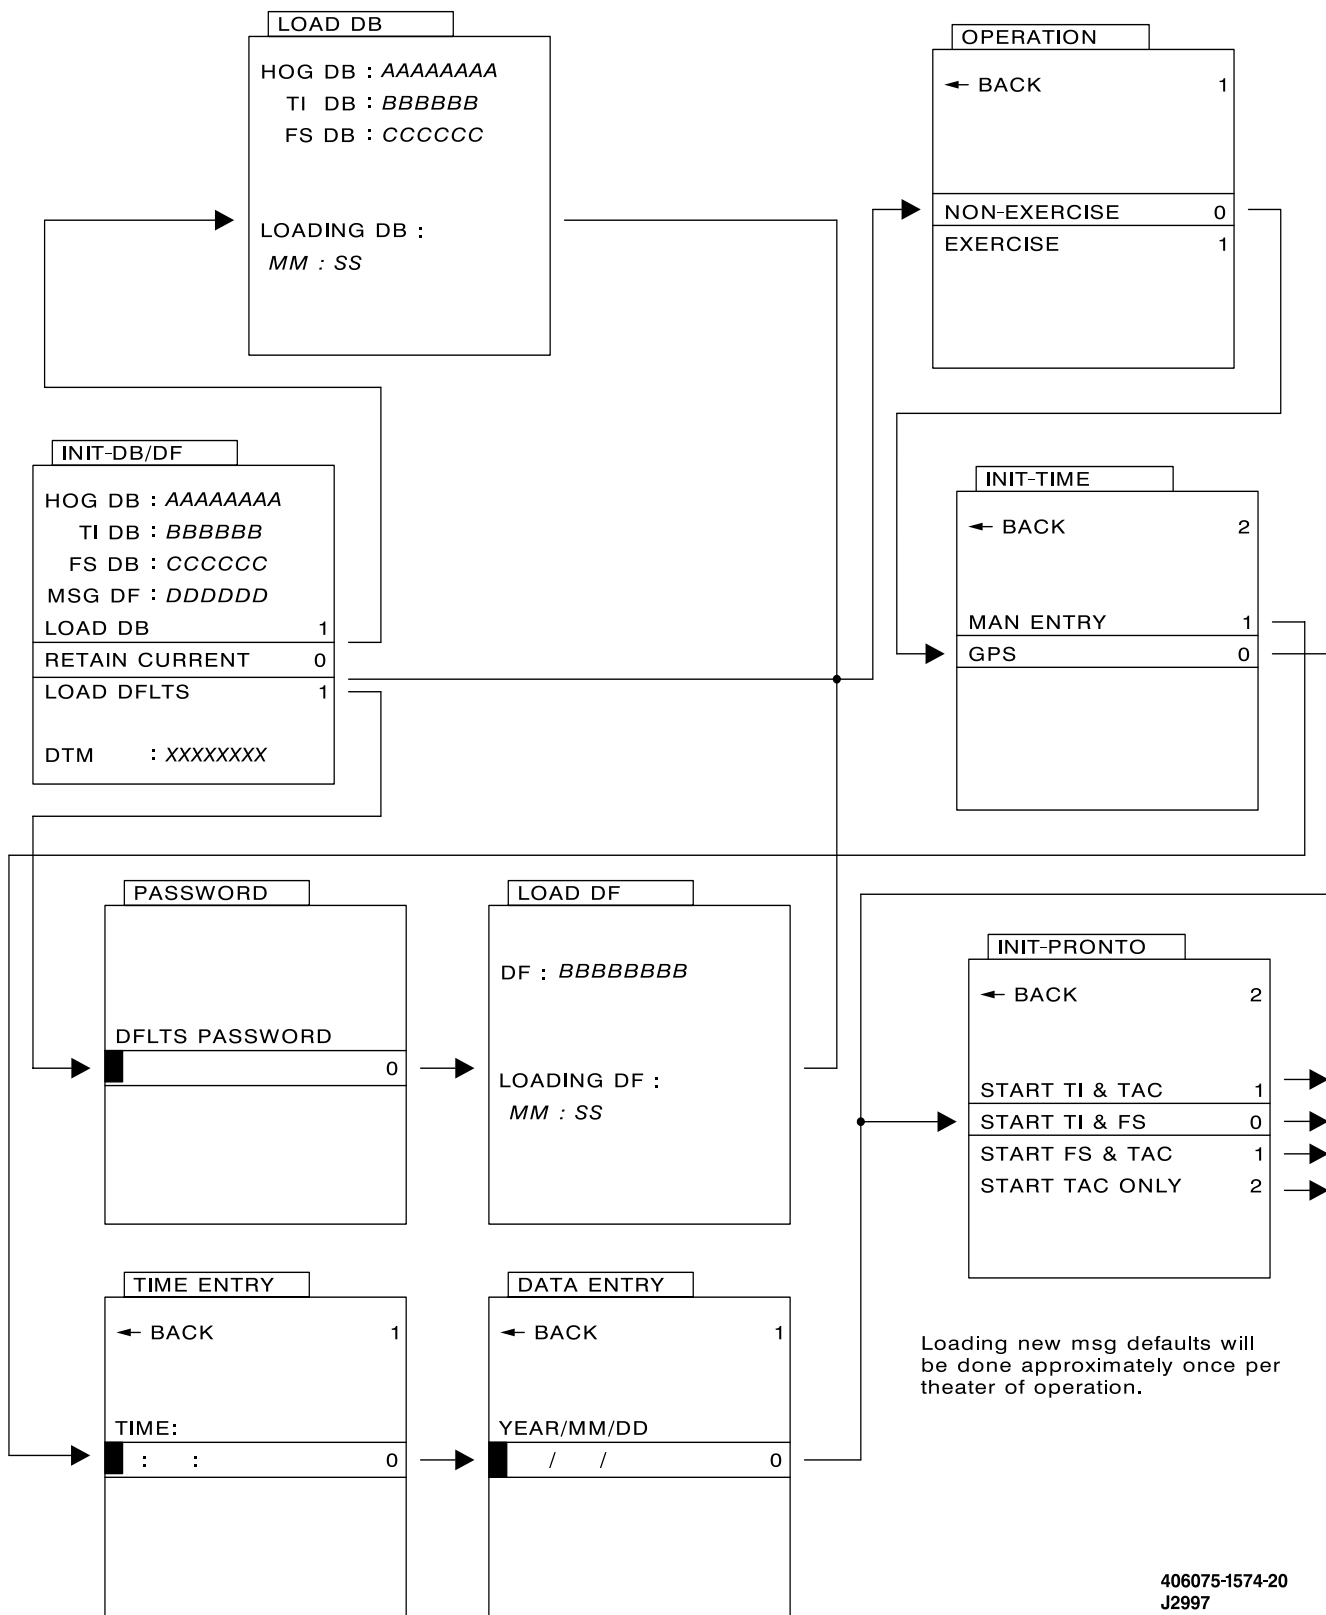 LOAD DB
HOG DB : AAAAAAAA
TI DB : BBBBBB
FS DB : CCCCCC
LOADING DB :
MM : SS
OPERATION
← BACK 1
NON-EXERCISE 0
EXERCISE 1
INIT-DB/DF
HOG DB : AAAAAAAA
TI DB : BBBBBB
FS DB : CCCCCC
MSG DF : DDDDDD
LOAD DB 1
RETAIN CURRENT 0
LOAD DFLTS 1
DTM : XXXXXXXX
INIT-TIME
← BACK 2
MAN ENTRY 1
GPS 0
PASSWORD
DFLTS PASSWORD
0
LOAD DF
DF : BBBBBBBB
LOADING DF :
MM : SS
INIT-PRONTO
← BACK 2
START TI & TAC 1
START TI & FS 0
START FS & TAC 1
START TAC ONLY 2
TIME ENTRY
← BACK 1
TIME:
: : 0
DATA ENTRY
← BACK 1
YEAR/MM/DD
/ / 0
Loading new msg defaults will
be done approximately once per
theater of operation.
406075-1574-20
J2997